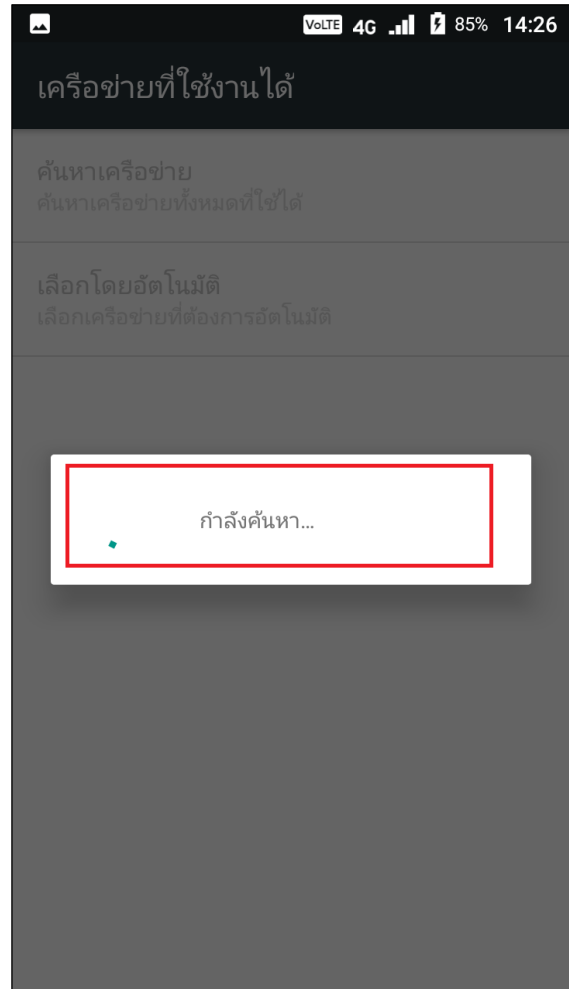 VoLTE 4G 85% 14:26
เครือข่ายที่ใช้งานได้
ค้นหาเครือข่าย
ค้นหาเครือข่ายทั้งหมดที่ใช้ได้
เลือกโดยอัตโนมัติ
เลือกเครือข่ายที่ต้องการอัตโนมัติ
กำลังค้นหา...